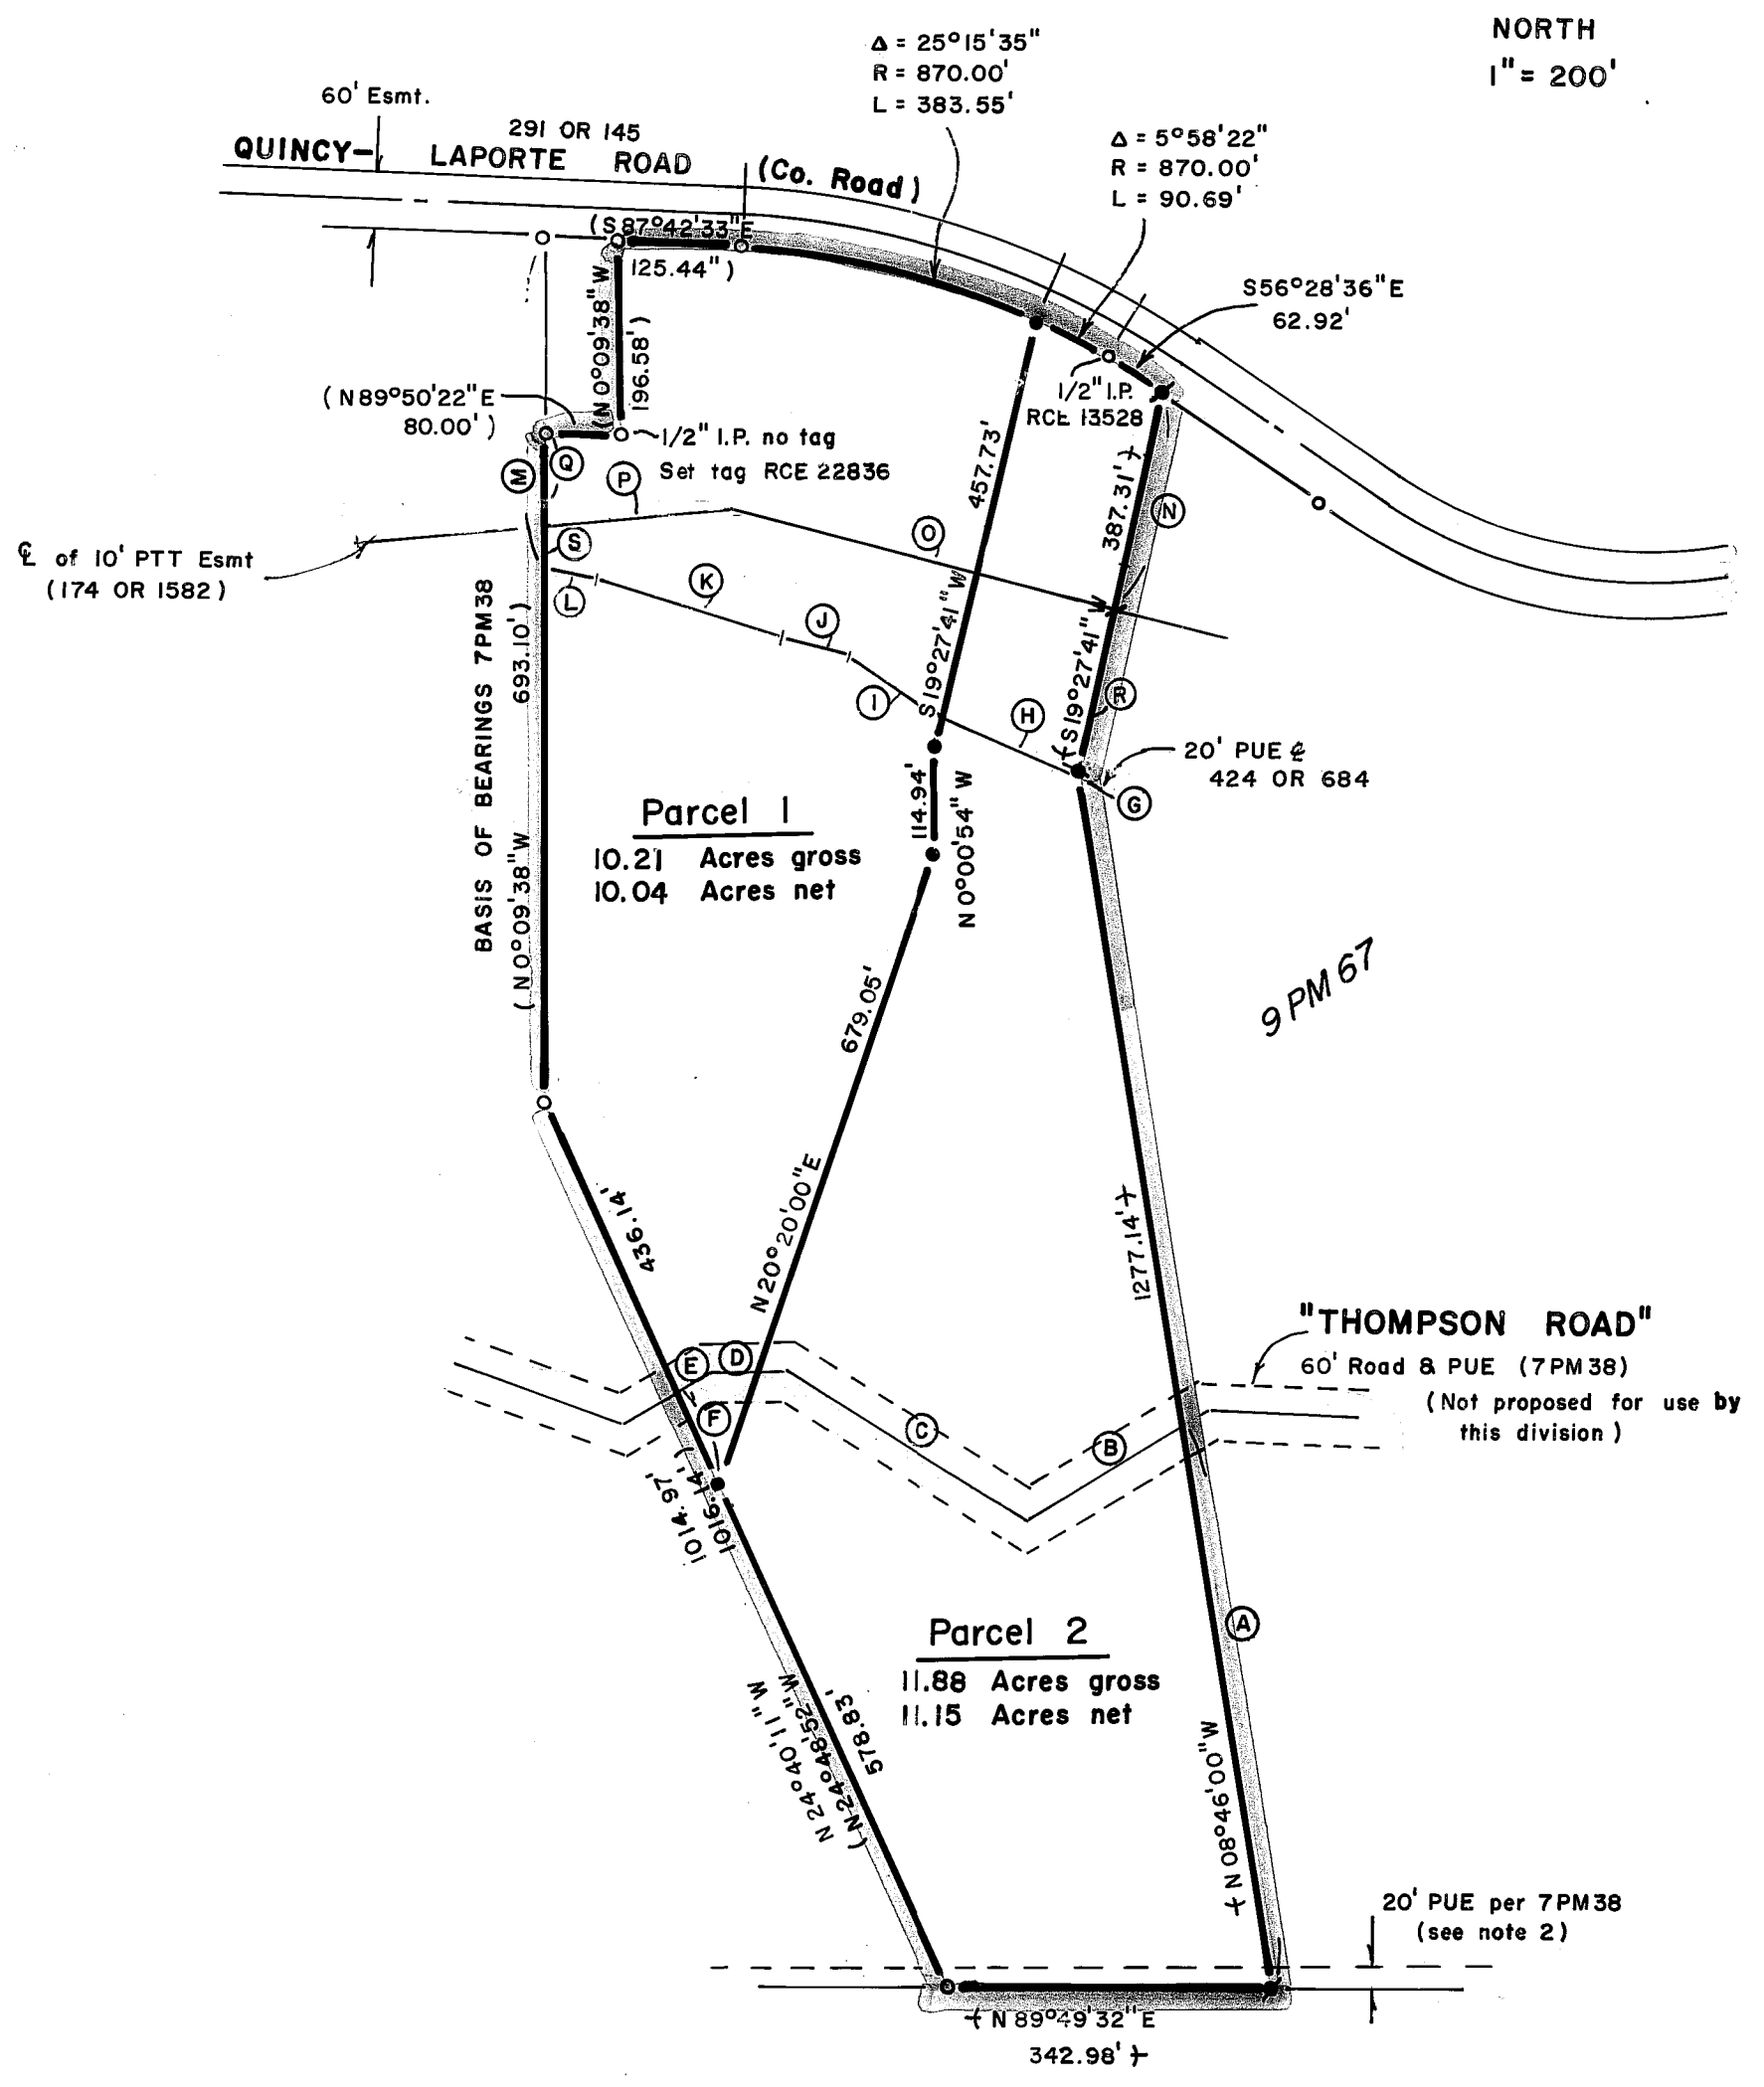 NORTH
1" = 200'
Δ = 25°15'35"
R = 870.00'
L = 383.55'
60' Esmt.
291 OR 145
QUINCY- LAPORTE ROAD (Co. Road)
Δ = 5°58'22"
R = 870.00'
L = 90.69'
(S87°42'33"E
125.44")
S56°28'36"E
62.92'
(N0°09'38"W
196.58')
(N89°50'22"E
80.00')
1/2" I.P.
RCE 13528
1/2" I.P. no tag
Set tag RCE 22836
M
Q
P
457.73'
S19°27'41"W
387.31'
(S19°27'41"W
N
O
℄ of 10' PTT Esmt
(174 OR 1582)
S
L
K
J
I
H
R
G
20' PUE ℄
424 OR 684
BASIS OF BEARINGS 7PM38
(N0°09'38"W
693.10')
114.94'
N0°00'54"W
Parcel 1
10.21 Acres gross
10.04 Acres net
9 PM 67
679.05'
N20°20'00"E
436.14'
1277.14'
"THOMPSON ROAD"
60' Road & PUE (7PM38)
(Not proposed for use by
this division)
E
D
F
C
B
1014.97'
1016.14')
Parcel 2
11.88 Acres gross
11.15 Acres net
A
578.83'
N24°40'11"W
(N24°48'52"W
N08°46'00"W
20' PUE per 7PM38
(see note 2)
N89°49'32"E
342.98'